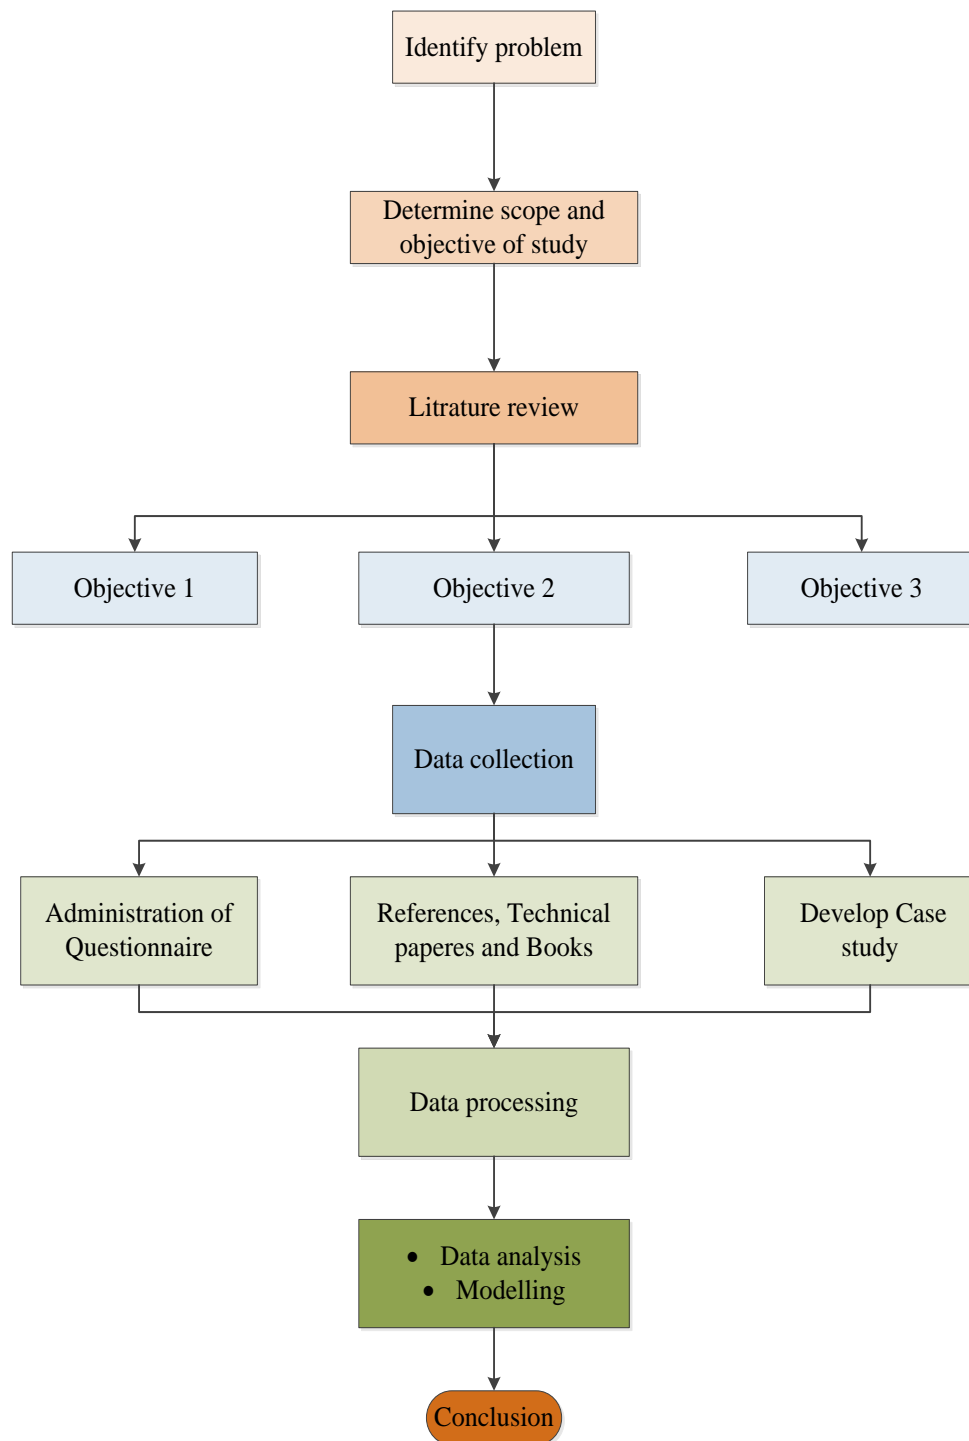 Identify problem
Determine scope and
objective of study
Litrature review
Objective 1
Objective 2
Objective 3
Data collection
Administration of
Questionnaire
References, Technical
paperes and Books
Develop Case
study
Data processing
• Data analysis
• Modelling
Conclusion